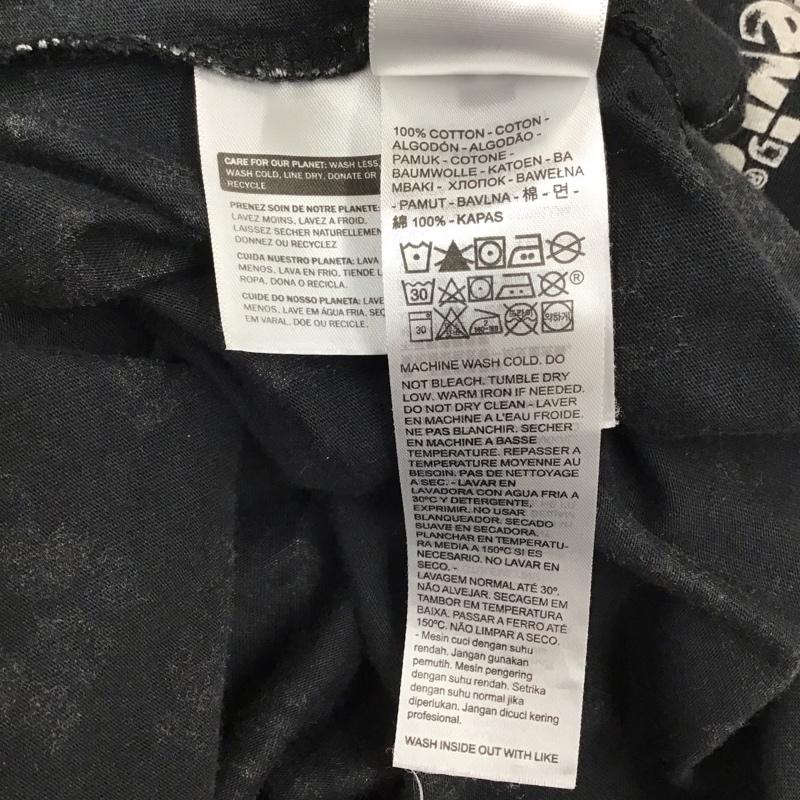 CARE FOR OUR PLANET: WASH LESS,
WASH COLD, LINE DRY, DONATE OR
RECYCLE
PRENEZ SOIN DE NOTRE PLANETE:
LAVEZ MOINS, LAVEZ A FROID,
LAISSEZ SECHER NATURELLEMEN
DONNEZ OU RECYCLEZ
CUIDA NUESTRO PLANETA: LAVA
MENOS, LAVA EN FRIO, TIENDE L
ROPA, DONA O RECICLA.
CUIDE DO NOSSO PLANETA: LAVE
MENOS, LAVE EM ÁGUA FRIA, SEQ
EM VARAL, DOE OU RECICLE.
100% COTTON - COTON -
ALGODÓN - ALGODÃO -
PAMUK - COTONE -
BAUMWOLLE - KATOEN - BA
MBAKI - ХЛОПОК - BAWEŁNA
- PAMUT - BAVLNA - 棉 - 면 -
綿 100% - KAPAS
30
®
30
약하게
MACHINE WASH COLD. DO
NOT BLEACH. TUMBLE DRY
LOW. WARM IRON IF NEEDED.
DO NOT DRY CLEAN - LAVER
EN MACHINE A L'EAU FROIDE.
NE PAS BLANCHIR. SECHER
EN MACHINE A BASSE
TEMPERATURE. REPASSER A
TEMPERATURE MOYENNE AU
BESOIN. PAS DE NETTOYAGE
A SEC. - LAVAR EN
LAVADORA CON AGUA FRIA A
30ºC Y DETERGENTE,
EXPRIMIR. NO USAR
BLANQUEADOR. SECADO
SUAVE EN SECADORA.
PLANCHAR EN TEMPERATU-
RA MEDIA A 150ºC SI ES
NECESARIO. NO LAVAR EN
SECO. -
LAVAGEM NORMAL ATÉ 30º.
NÃO ALVEJAR. SECAGEM EM
TAMBOR EM TEMPERATURA
BAIXA. PASSAR A FERRO ATÉ
150ºC. NÃO LIMPAR A SECO.
- Mesin cuci dengan suhu
rendah. Jangan gunakan
pemutih. Mesin pengering
dengan suhu rendah. Setrika
dengan suhu normal jika
diperlukan. Jangan dicuci kering
profesional.
WASH INSIDE OUT WITH LIKE